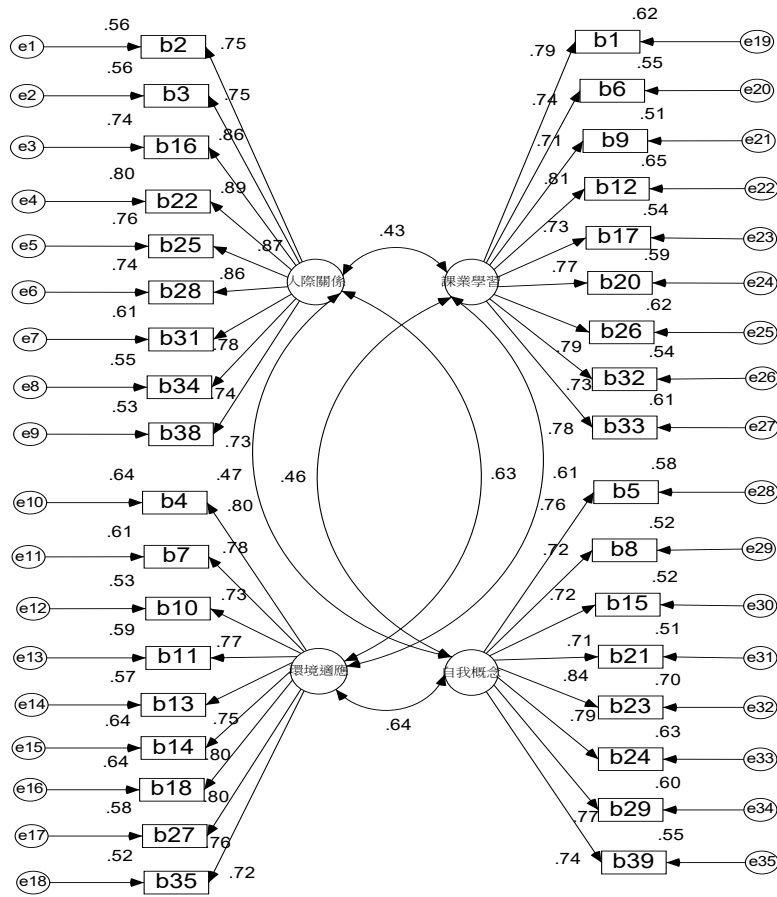 .56
e1 b2 .75
.56
e2 b3 .75
.74
e3 b16 .86
.80
e4 b22 .89
.76
e5 b25 .87
.74
e6 b28 .86
.61
e7 b31 .78
.55
e8 b34 .74
.53
e9 b38 .73
人際關係
.62
.79 b1 e19
.55
.74 b6 e20
.51
.71 b9 e21
.65
.81 b12 e22
.54
.73 b17 e23
.59
.77 b20 e24
.62
.79 b26 e25
.54
.73 b32 e26
.61
.78 b33 e27
課業學習
.43
.47
.46
.63
.61
.64
.64
e10 b4 .80
.61
e11 b7 .78
.53
e12 b10 .73
.59
e13 b11 .77
.57
e14 b13 .75
.64
e15 b14 .80
.64
e16 b18 .80
.58
e17 b27 .76
.52
e18 b35 .72
環境適應
.58
.76 b5 e28
.52
.72 b8 e29
.52
.72 b15 e30
.51
.71 b21 e31
.70
.84 b23 e32
.63
.79 b24 e33
.60
.77 b29 e34
.55
.74 b39 e35
自我概念